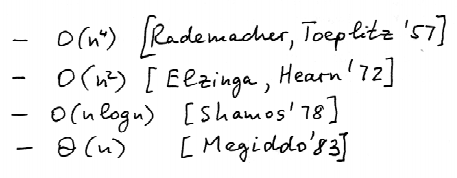 - O(n⁴) [Rademacher, Toeplitz '57]
- O(n²) [Elzinga, Hearn '72]
- O(n log n) [Shamos '78]
- Θ(n) [Megiddo '83]